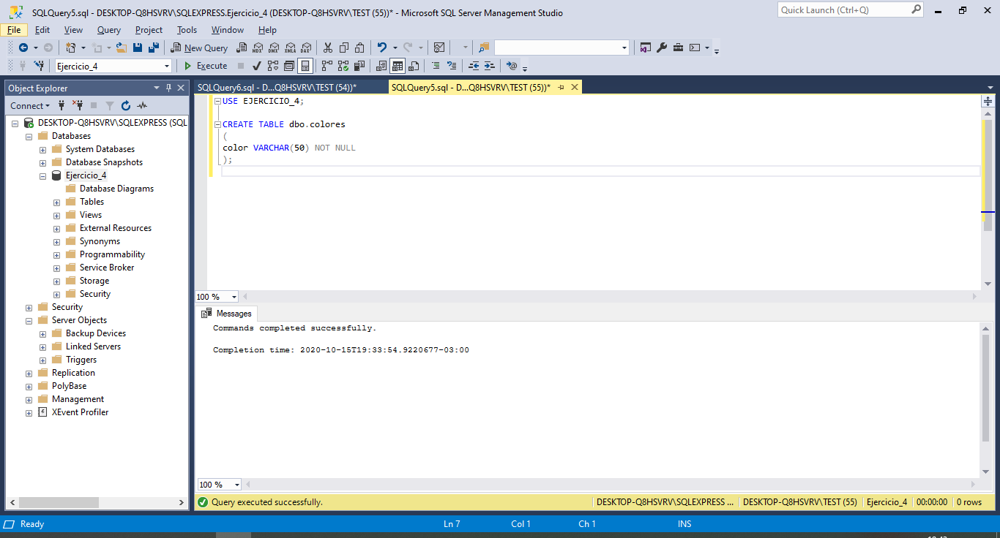 SQLQuery5.sql - DESKTOP-Q8HSVRV\SQLEXPRESS.Ejercicio_4 (DESKTOP-Q8HSVRV\TEST (55))* - Microsoft SQL Server Management Studio
Quick Launch (Ctrl+Q)
File Edit View Query Project Tools Window Help
New Query MDX DMX XMLA DAX
Ejercicio_4 Execute
Object Explorer
Connect
DESKTOP-Q8HSVRV\SQLEXPRESS (SQL
Databases
System Databases
Database Snapshots
Ejercicio_4
Database Diagrams
Tables
Views
External Resources
Synonyms
Programmability
Service Broker
Storage
Security
Security
Server Objects
Backup Devices
Linked Servers
Triggers
Replication
PolyBase
Management
XEvent Profiler
SQLQuery6.sql - D...Q8HSVRV\TEST (54))* SQLQuery5.sql - D...Q8HSVRV\TEST (55))*
USE EJERCICIO_4;
CREATE TABLE dbo.colores
(
color VARCHAR(50) NOT NULL
);
100 %
Messages
Commands completed successfully.
Completion time: 2020-10-15T19:33:54.9220677-03:00
100 %
Query executed successfully. DESKTOP-Q8HSVRV\SQLEXPRESS ... DESKTOP-Q8HSVRV\TEST (55) Ejercicio_4 00:00:00 0 rows
Ready Ln 7 Col 1 Ch 1 INS